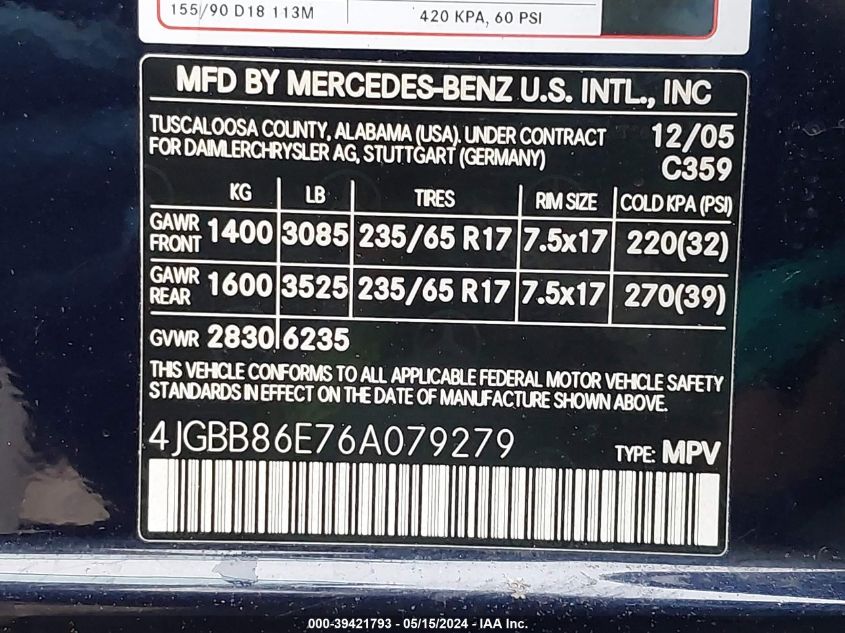 155/90 D18 113M 420 KPA, 60 PSI
MFD BY MERCEDES-BENZ U.S. INTL., INC
TUSCALOOSA COUNTY, ALABAMA (USA). UNDER CONTRACT 12/05
FOR DAIMLERCHRYSLER AG, STUTTGART (GERMANY) C359
KG LB TIRES RIM SIZE COLD KPA (PSI)
GAWR FRONT 1400 3085 235/65 R17 7.5x17 220(32)
GAWR REAR 1600 3525 235/65 R17 7.5x17 270(39)
GVWR 2830 6235
THIS VEHICLE CONFORMS TO ALL APPLICABLE FEDERAL MOTOR VEHICLE SAFETY
STANDARDS IN EFFECT ON THE DATE OF MANUFACTURE SHOWN ABOVE.
4JGBB86E76A079279 TYPE: MPV
000-39421793 - 05/15/2024 - IAA Inc.